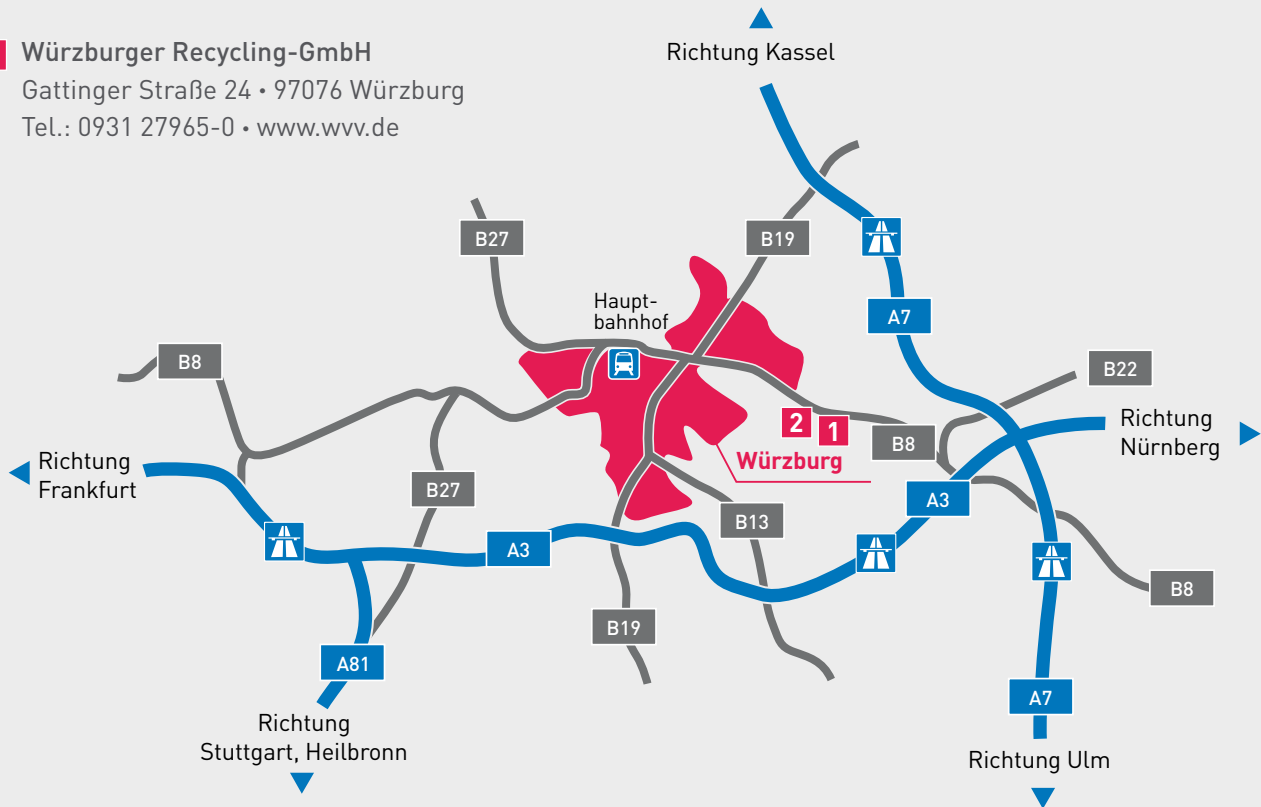 Würzburger Recycling-GmbH
Gattinger Straße 24 • 97076 Würzburg
Tel.: 0931 27965-0 • www.wvv.de
Richtung Kassel
B27
B19
Haupt-
bahnhof
A7
B8
B22
Richtung
Nürnberg
2
1
B8
Würzburg
Richtung
Frankfurt
B27
A3
B13
A3
B8
B19
A81
A7
Richtung
Stuttgart, Heilbronn
Richtung Ulm